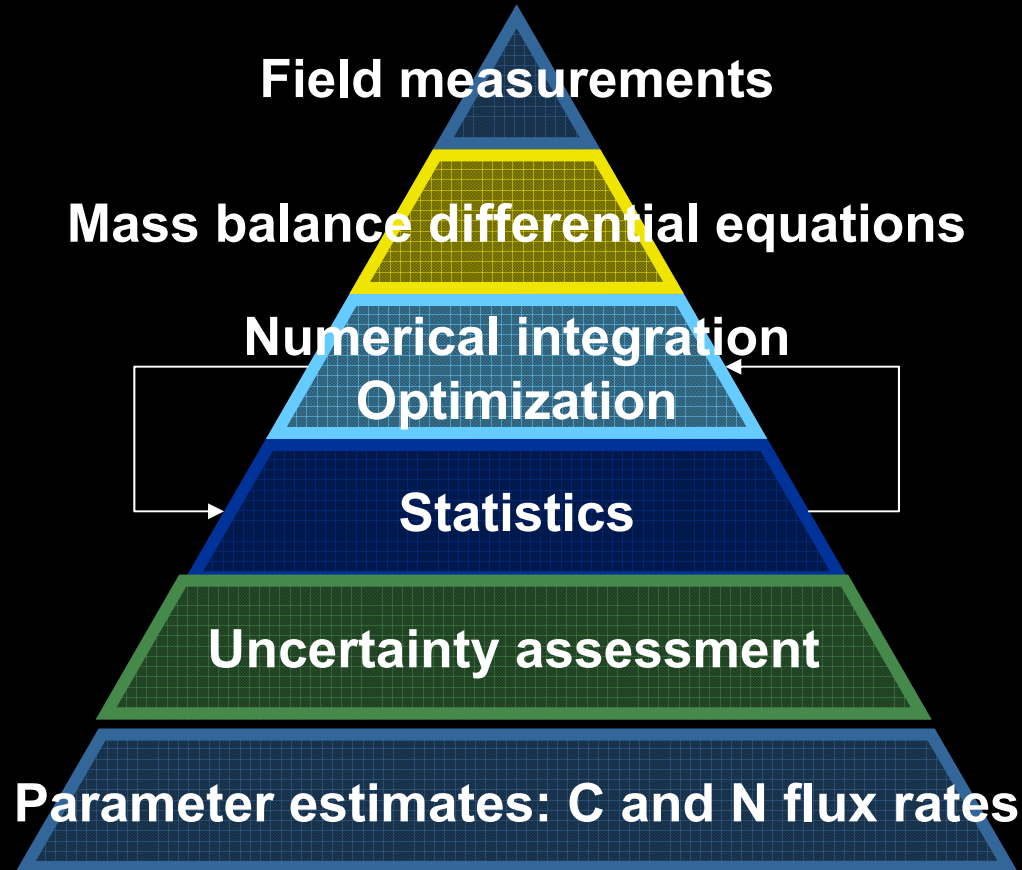 Field measurements
Mass balance differential equations
Numerical integration
Optimization
Statistics
Uncertainty assessment
Parameter estimates: C and N flux rates